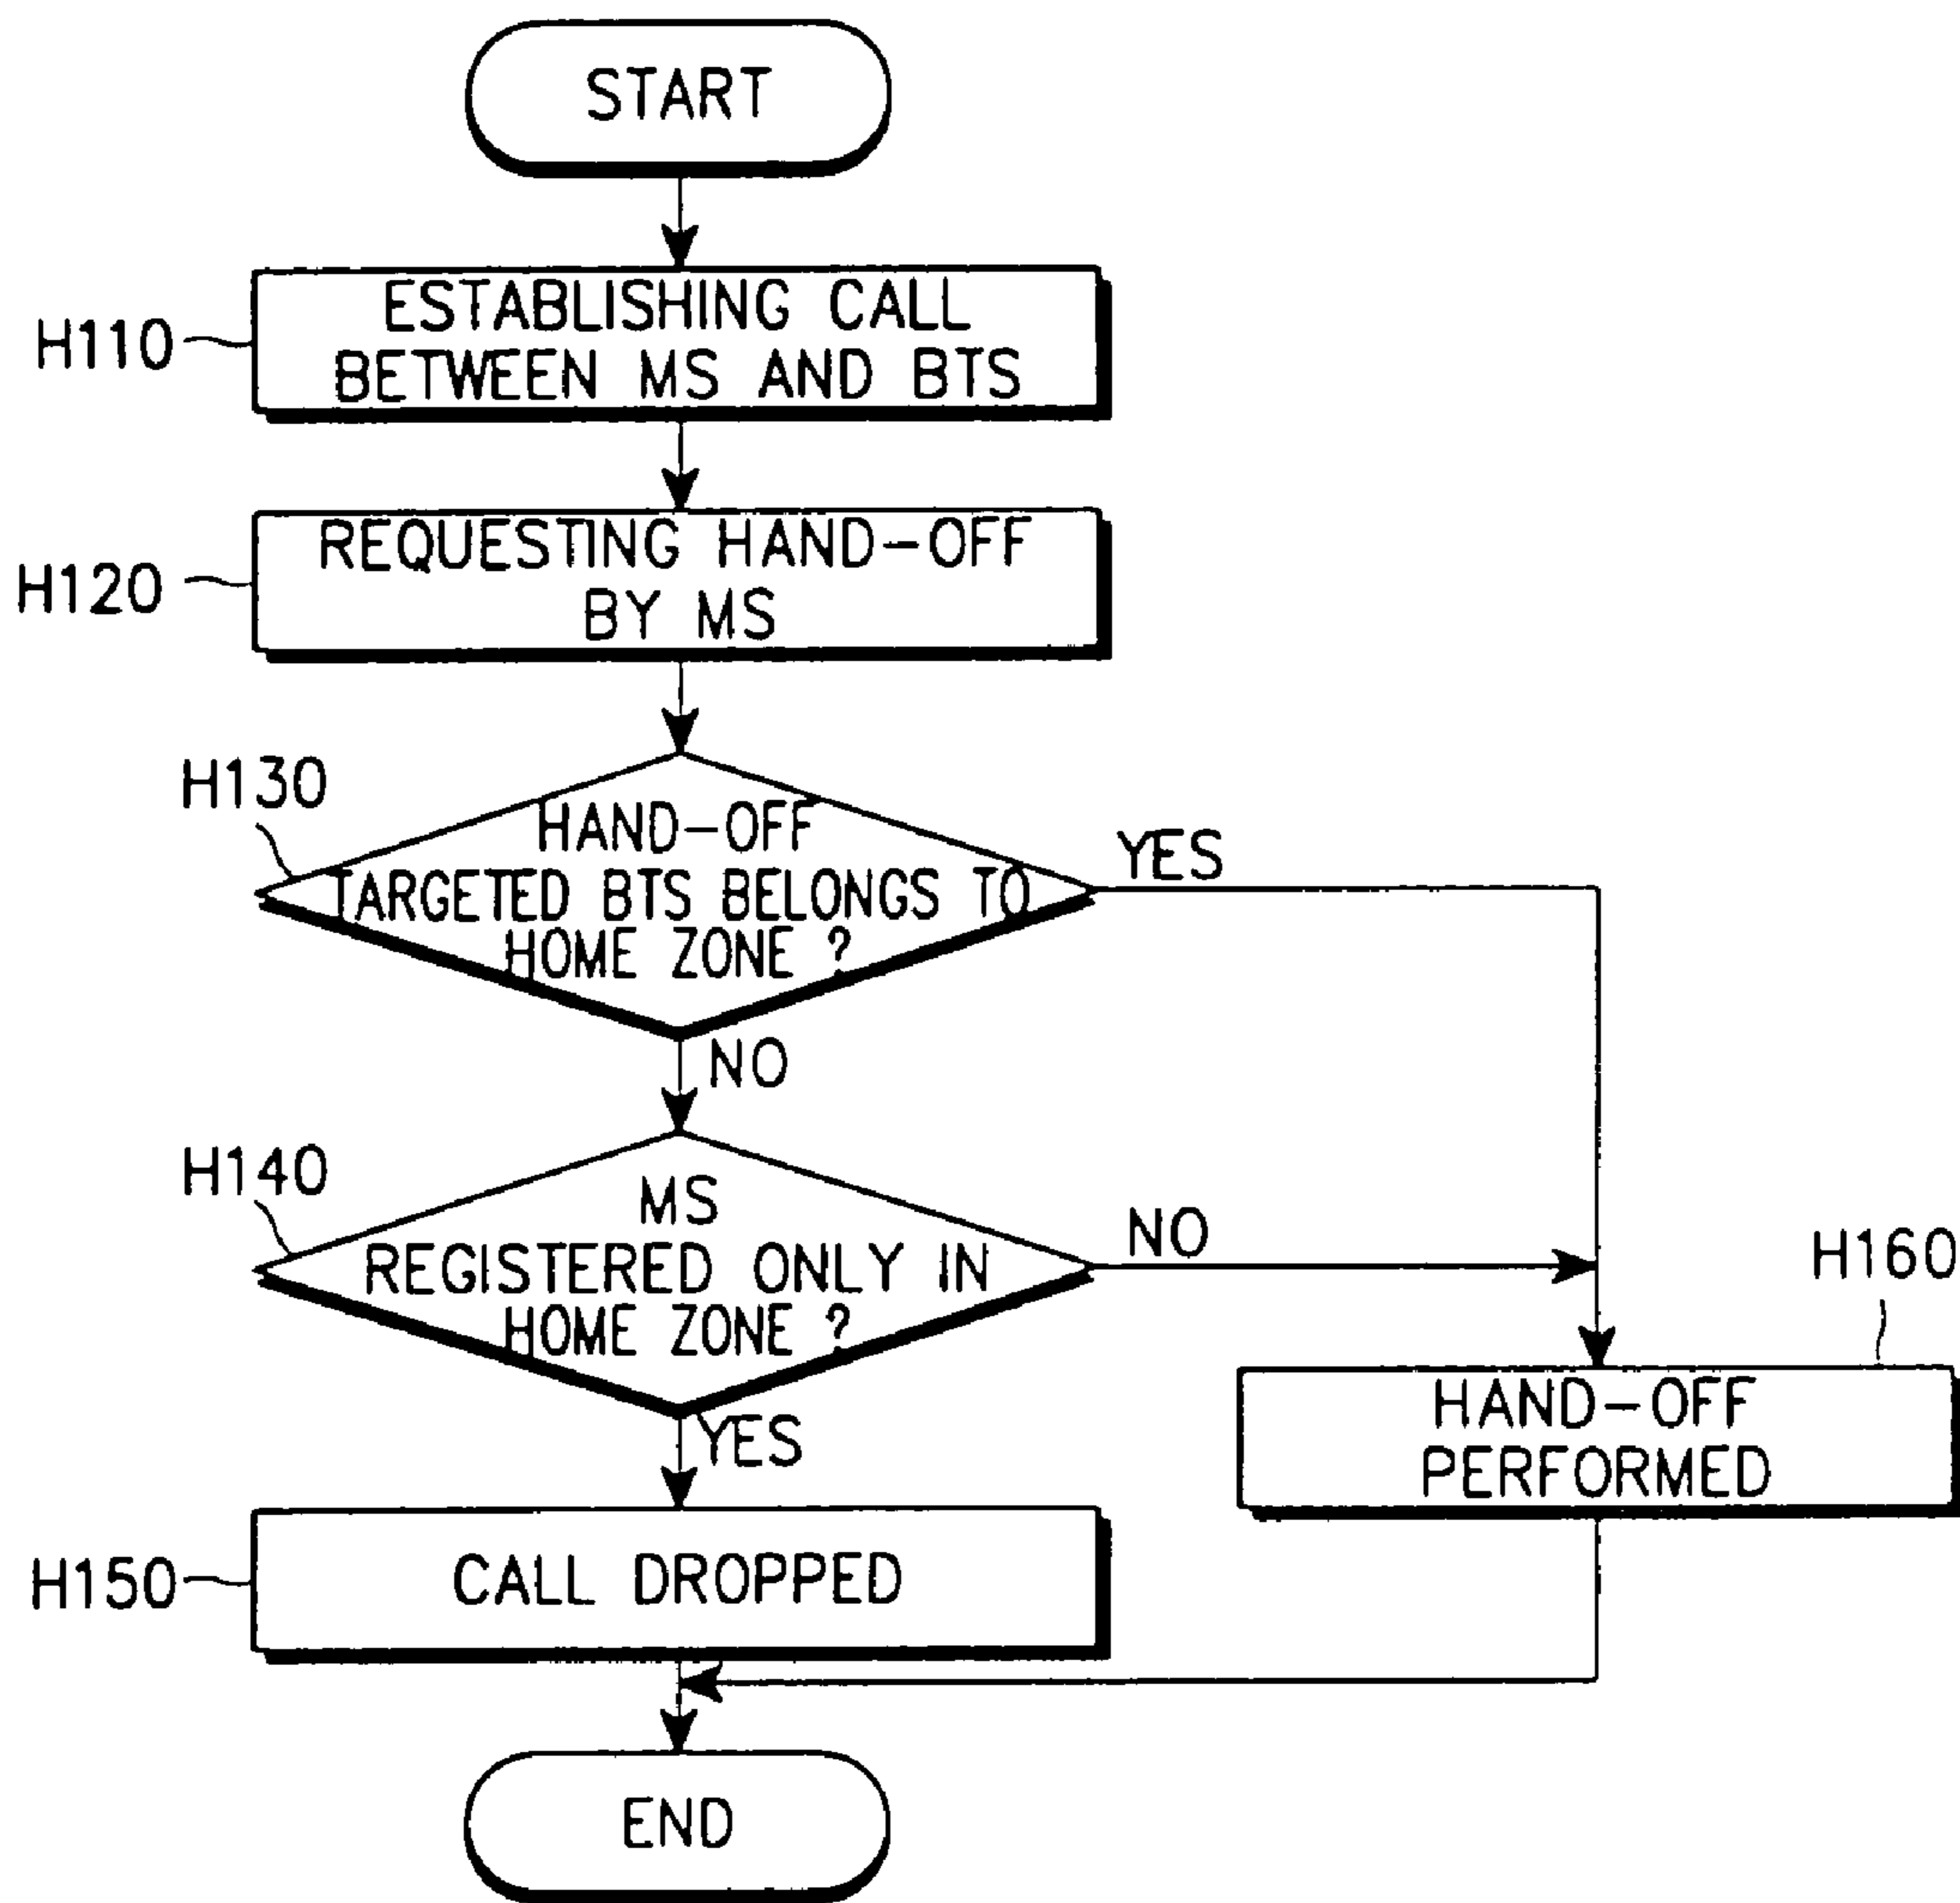 START
H110
ESTABLISHING CALL
BETWEEN MS AND BTS
H120
REQUESTING HAND-OFF
BY MS
H130
HAND-OFF
TARGETED BTS BELONGS TO
HOME ZONE ?
YES
NO
H140
MS
REGISTERED ONLY IN
HOME ZONE ?
NO
YES
H160
HAND-OFF
PERFORMED
H150
CALL DROPPED
END